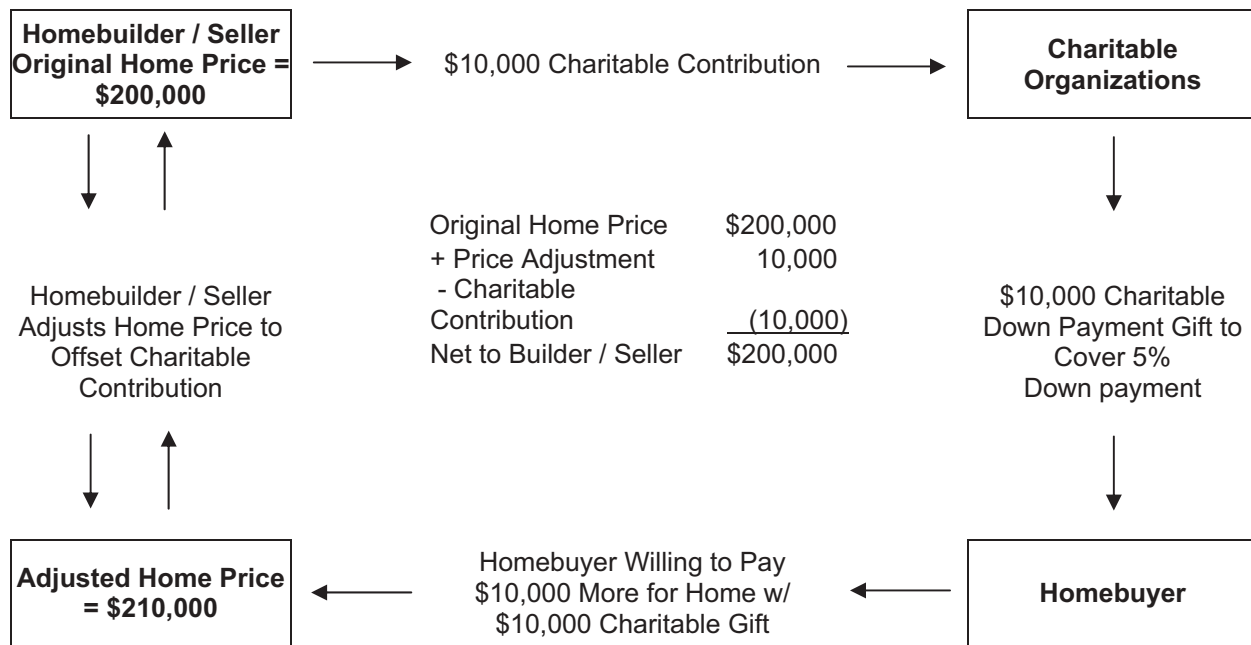 Homebuilder / Seller
Original Home Price =
$200,000
$10,000 Charitable Contribution
Charitable
Organizations
Homebuilder / Seller
Adjusts Home Price to
Offset Charitable
Contribution
Original Home Price $200,000
+ Price Adjustment 10,000
- Charitable
Contribution (10,000)
Net to Builder / Seller $200,000
$10,000 Charitable
Down Payment Gift to
Cover 5%
Down payment
Adjusted Home Price
= $210,000
Homebuyer Willing to Pay
$10,000 More for Home w/
$10,000 Charitable Gift
Homebuyer